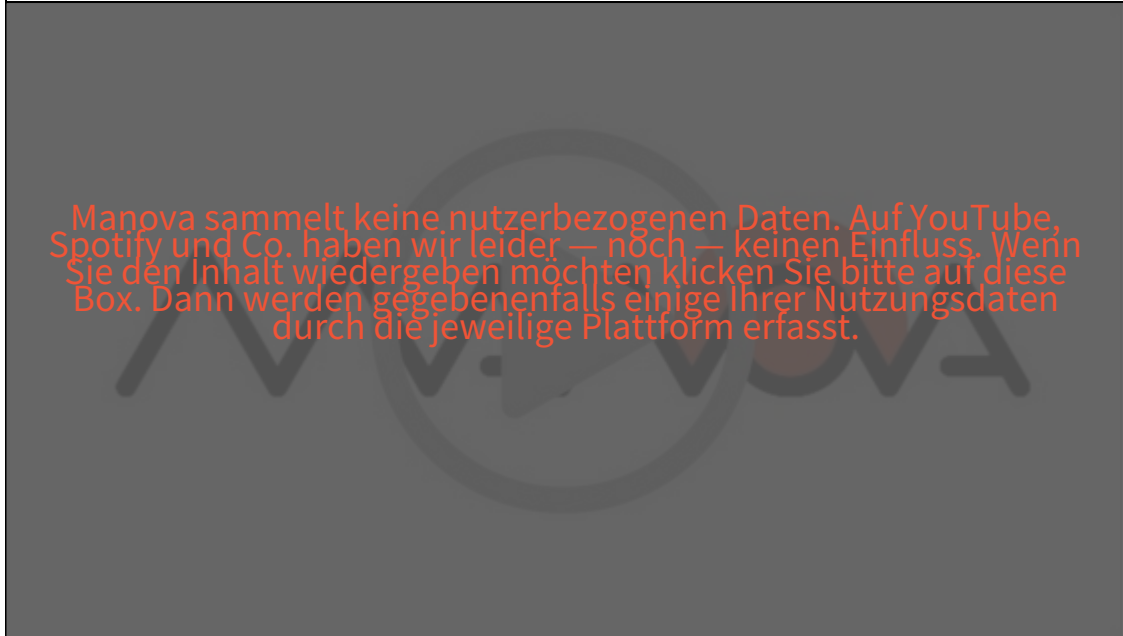 Manova sammelt keine nutzerbezogenen Daten. Auf YouTube,
Spotify und Co. haben wir leider — noch — keinen Einfluss. Wenn
Sie den Inhalt wiedergeben möchten klicken Sie bitte auf diese
Box. Dann werden gegebenenfalls einige Ihrer Nutzungsdaten
durch die jeweilige Plattform erfasst.
MANOVA